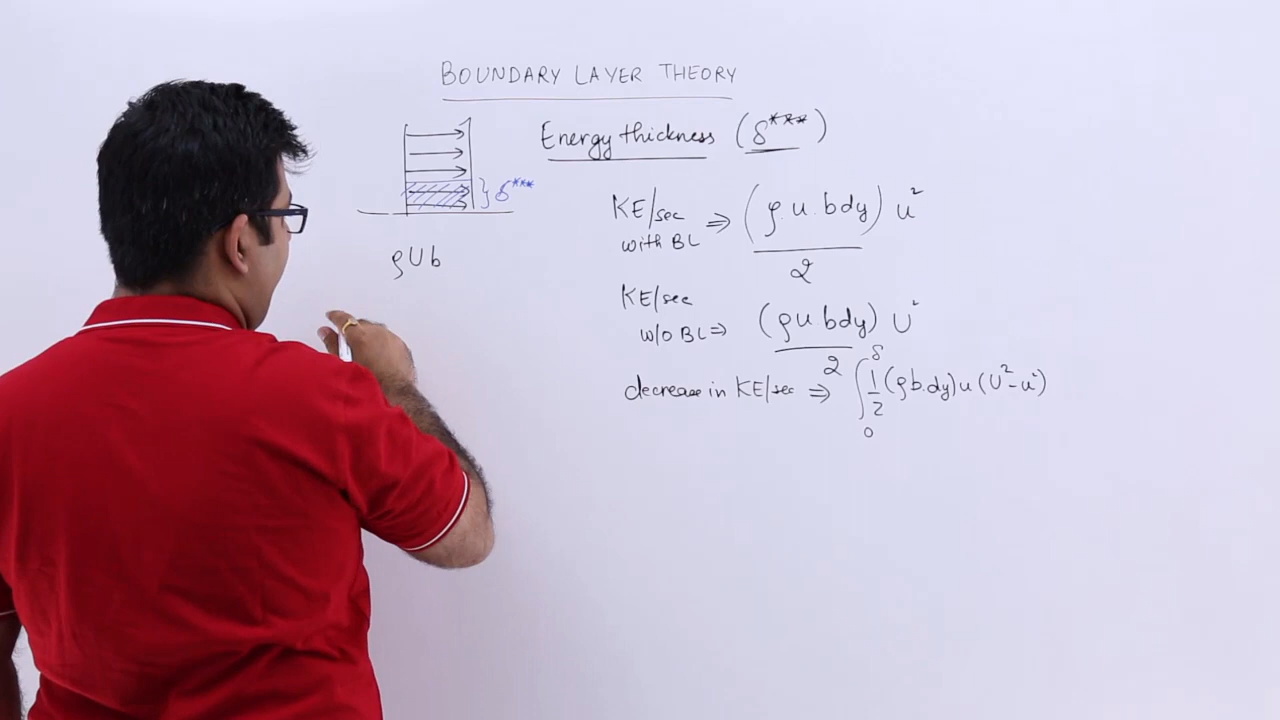 BOUNDARY LAYER THEORY
Energy thickness (δ***)
} δ***
ρUb
KE/sec with BL ⇒ (ρ u. b dy) u² / 2
KE/sec w/o BL ⇒ (ρu.bdy) U² / 2
decrease in KE/sec ⇒ ∫₀^δ 1/2 (ρb.dy)u(U²-u²)